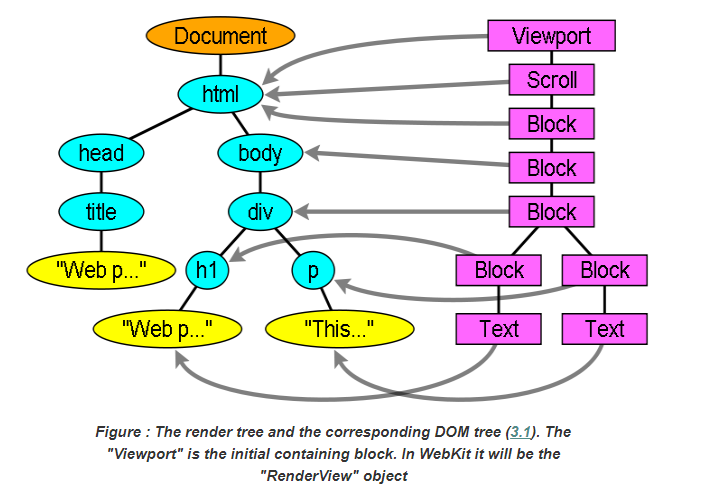 Document
Viewport
Scroll
html
Block
head
body
Block
title
div
Block
"Web p..."
h1
p
Block
Block
"Web p..."
"This..."
Text
Text
Figure : The render tree and the corresponding DOM tree (3.1). The
"Viewport" is the initial containing block. In WebKit it will be the
"RenderView" object